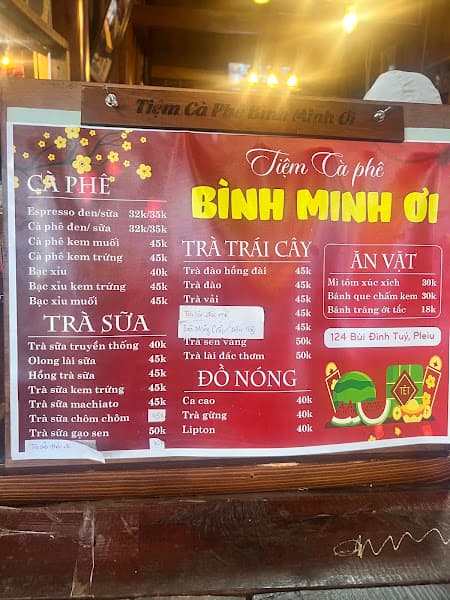 Tiệm Cà Phê Bình Minh Ơi
Tiệm Cà phê
BÌNH MINH ƠI
CÀ PHÊ
Espresso đen/sữa 32k/35k
Cà phê đen/ sữa 32k/35k
Cà phê kem muối 45k
Cà phê kem trứng 45k
Bạc xỉu 40k
Bạc xỉu kem trứng 45k
Bạc xỉu muối 45k
TRÀ SỮA
Trà sữa truyền thống 40k
Olong lài sữa 45k
Hồng trà sữa 45k
Trà sữa kem trứng 45k
Trà sữa machiato 45k
Trà sữa chôm chôm
Trà sữa gạo sen 50k
TRÀ TRÁI CÂY
Trà đào hồng đài 45k
Trà đào 45k
Trà vải 45k
45k
45k
Trà sen vàng 50k
Trà lài đác thơm 50k
ĐỒ NÓNG
Ca cao 40k
Trà gừng 40k
Lipton 40k
ĂN VẶT
Mì tôm xúc xích 30k
Bánh que chấm kem 30k
Bánh tráng ớt tắc 18k
124 Bùi Đình Tuý, Pleiu
TẾT